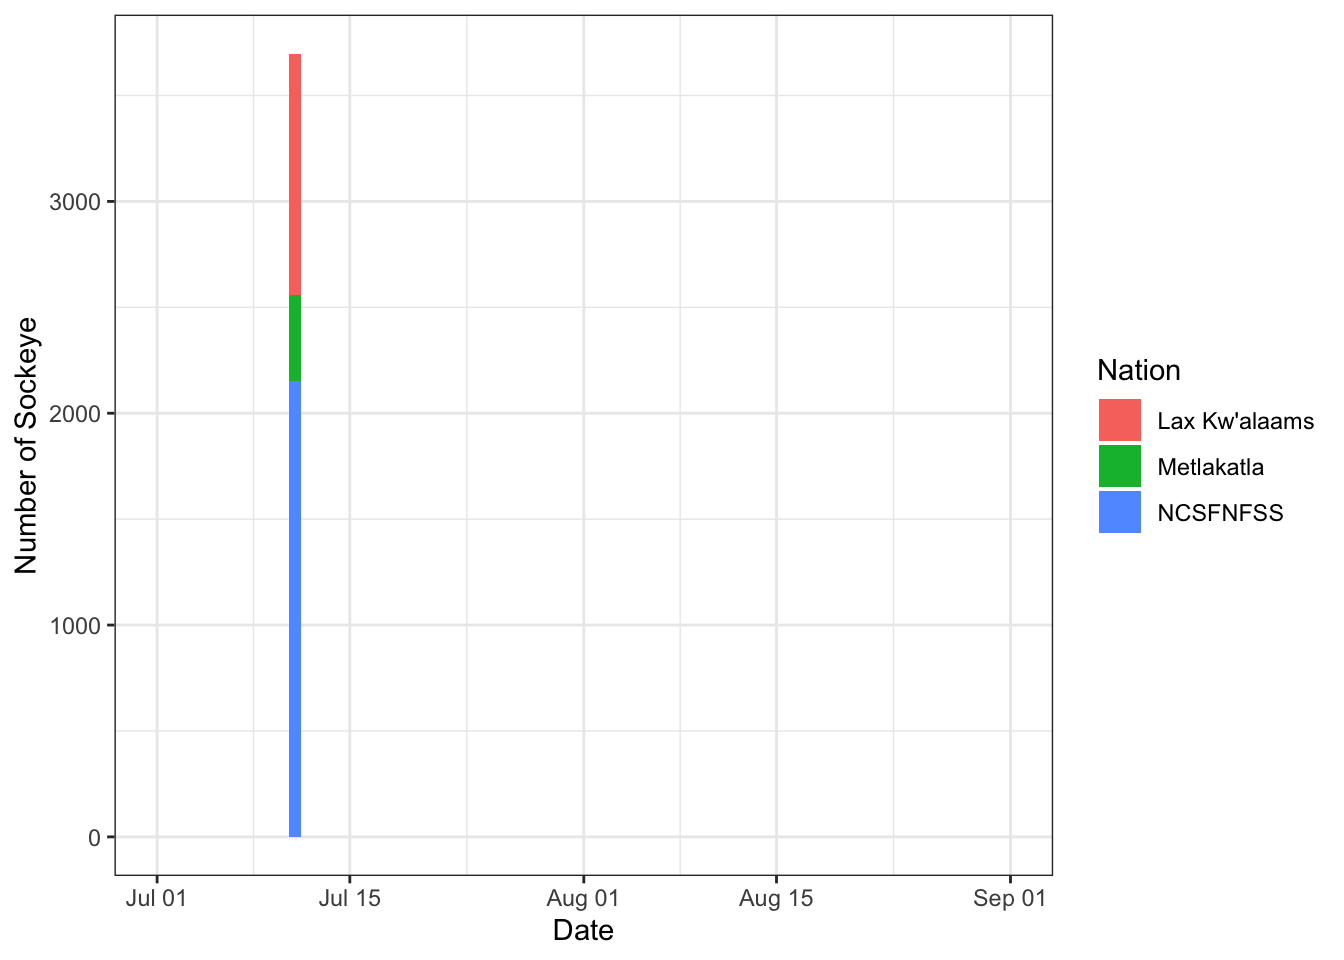 Number of Sockeye
3000
2000
1000
0
Jul 01
Jul 15
Aug 01
Aug 15
Sep 01
Date
Nation
Lax Kw'alaams
Metlakatla
NCSFNFSS